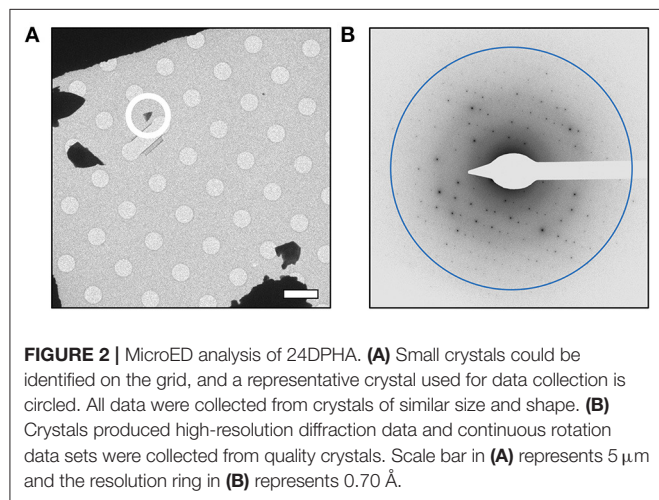 A
B
FIGURE 2 | MicroED analysis of 24DPHA. (A) Small crystals could be
identified on the grid, and a representative crystal used for data collection is
circled. All data were collected from crystals of similar size and shape. (B)
Crystals produced high-resolution diffraction data and continuous rotation
data sets were collected from quality crystals. Scale bar in (A) represents 5 μm
and the resolution ring in (B) represents 0.70 Å.